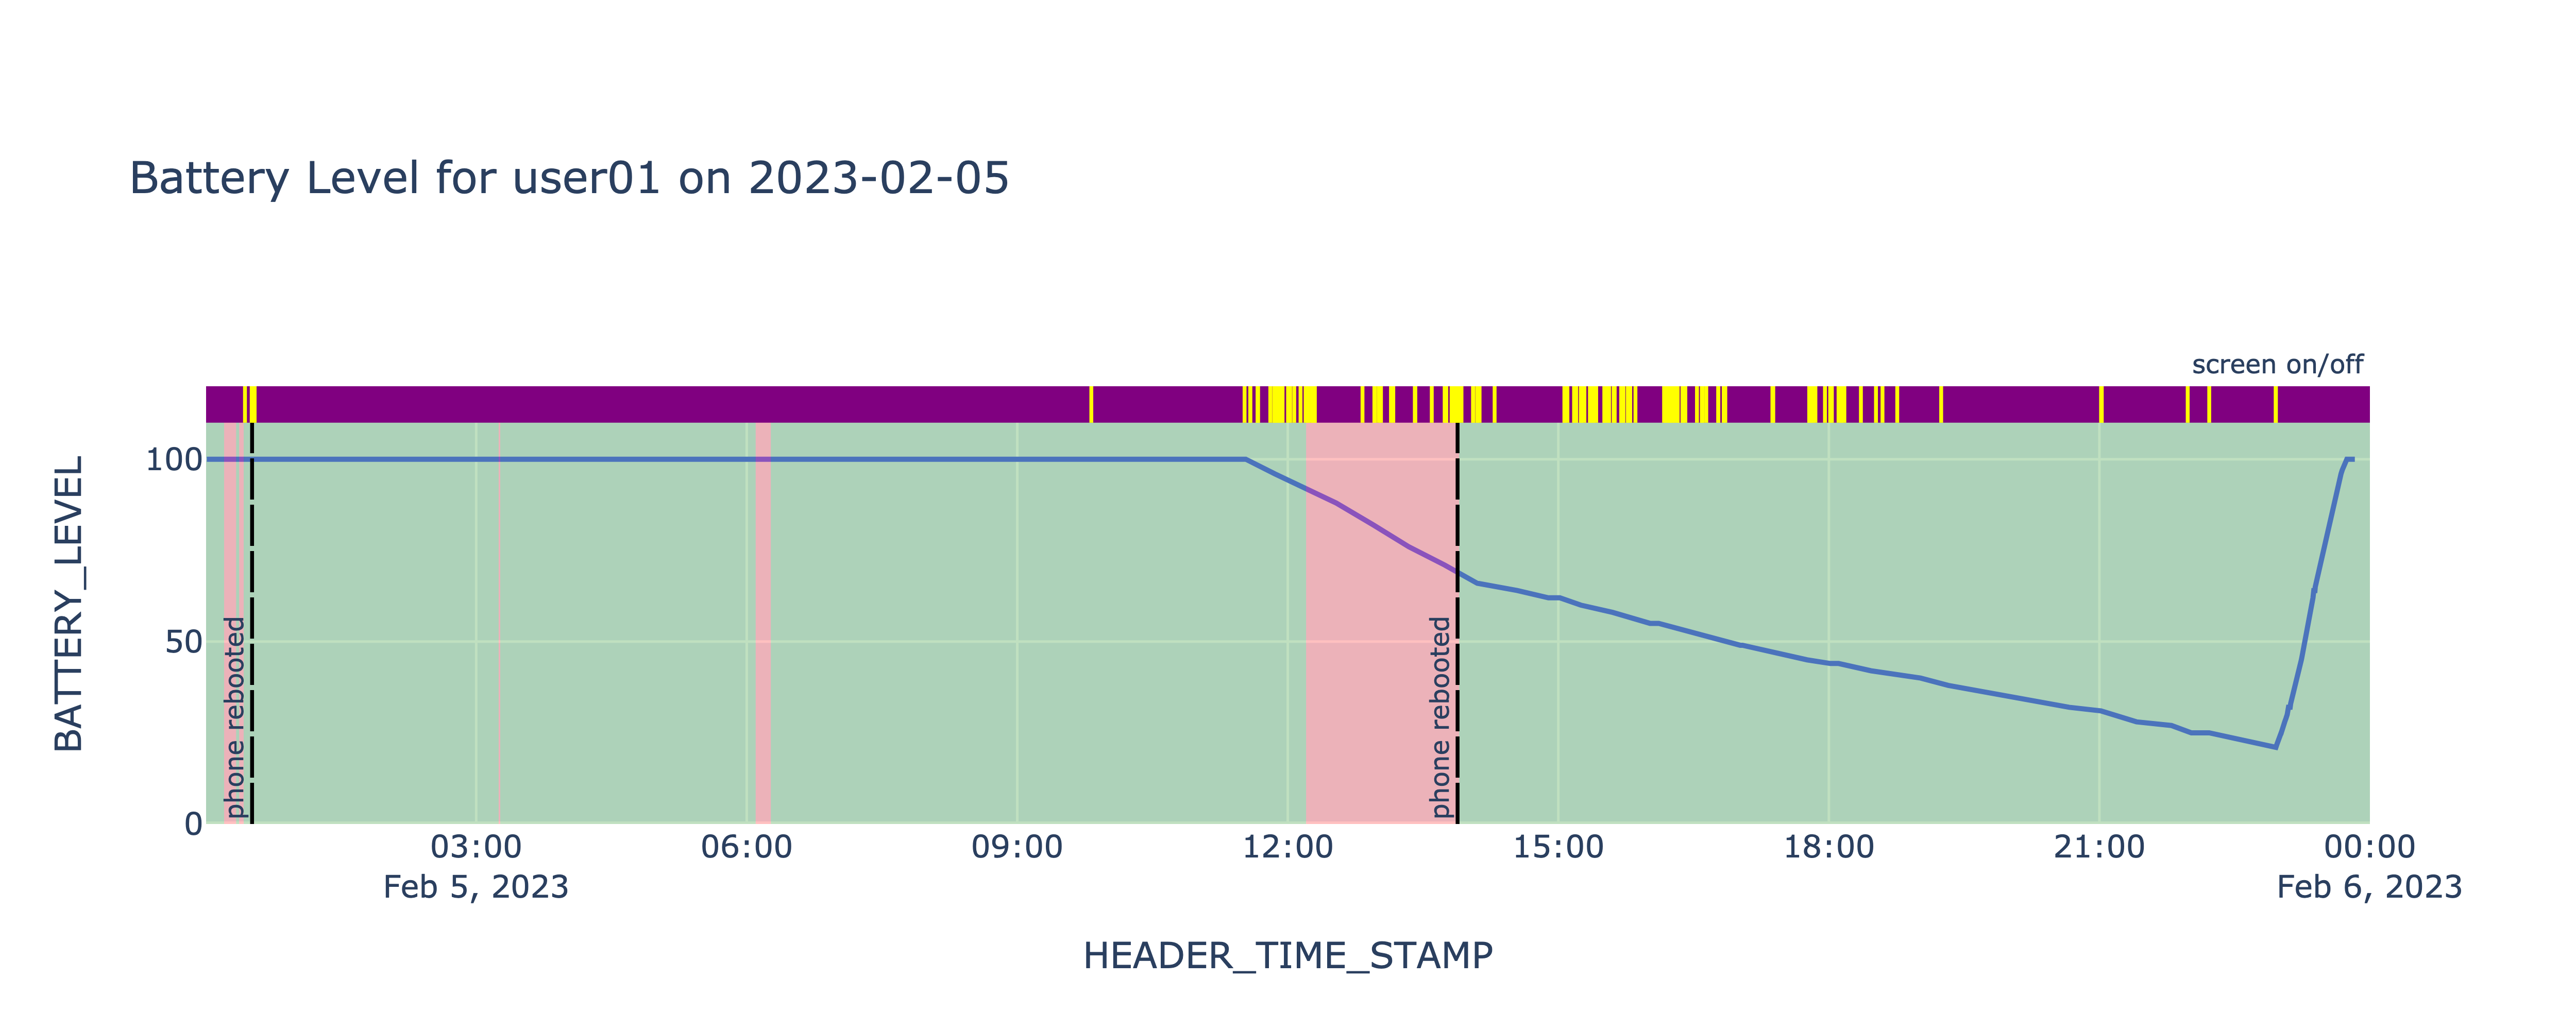 Battery Level for user01 on 2023-02-05
screen on/off
BATTERY_LEVEL
100
50
0
phone rebooted
phone rebooted
03:00
06:00
09:00
12:00
15:00
18:00
21:00
00:00
Feb 5, 2023
Feb 6, 2023
HEADER_TIME_STAMP